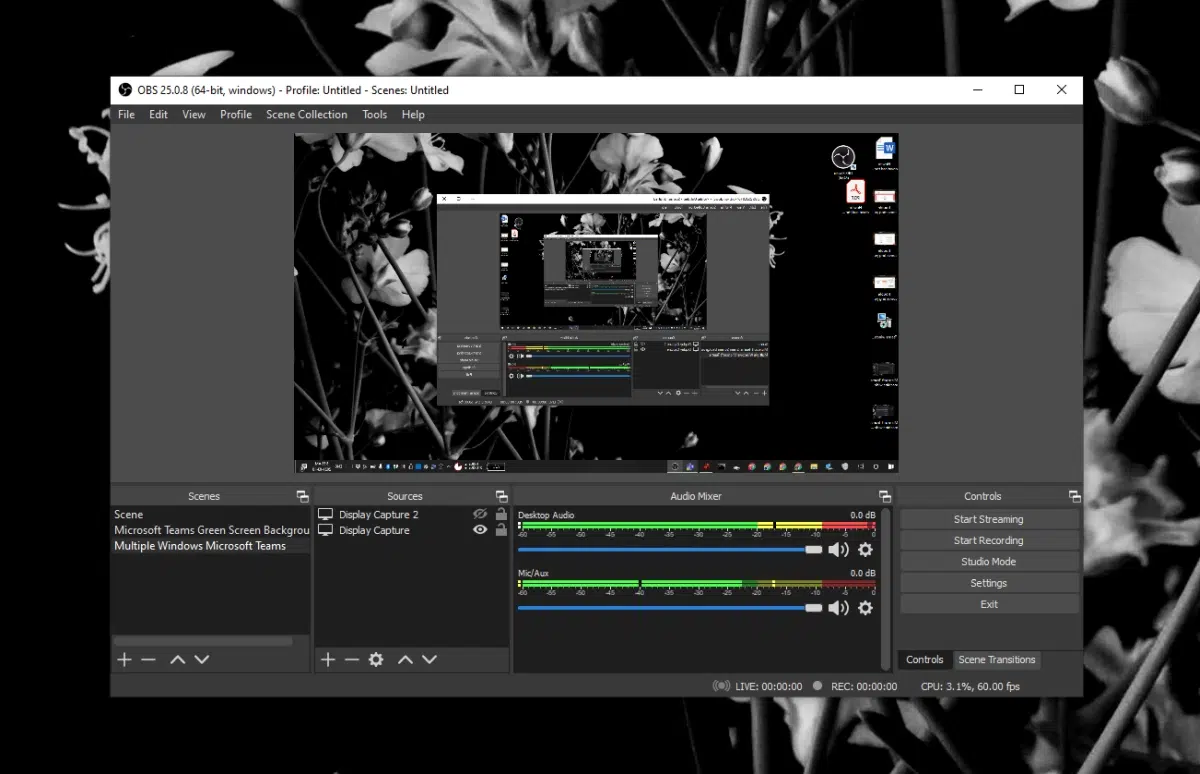 OBS 25.0.8 (64-bit, windows) - Profile: Untitled - Scenes: Untitled
File Edit View Profile Scene Collection Tools Help
Scenes
Scene
Microsoft Teams Green Screen Backgrou
Multiple Windows Microsoft Teams
Sources
Display Capture 2
Display Capture
Audio Mixer
Desktop Audio 0.0 dB
-60 -55 -50 -45 -40 -35 -30 -25 -20 -15 -10 -5 0
Mic/Aux 0.0 dB
-60 -55 -50 -45 -40 -35 -30 -25 -20 -15 -10 -5 0
Controls
Start Streaming
Start Recording
Studio Mode
Settings
Exit
Controls Scene Transitions
LIVE: 00:00:00 REC: 00:00:00 CPU: 3.1%, 60.00 fps